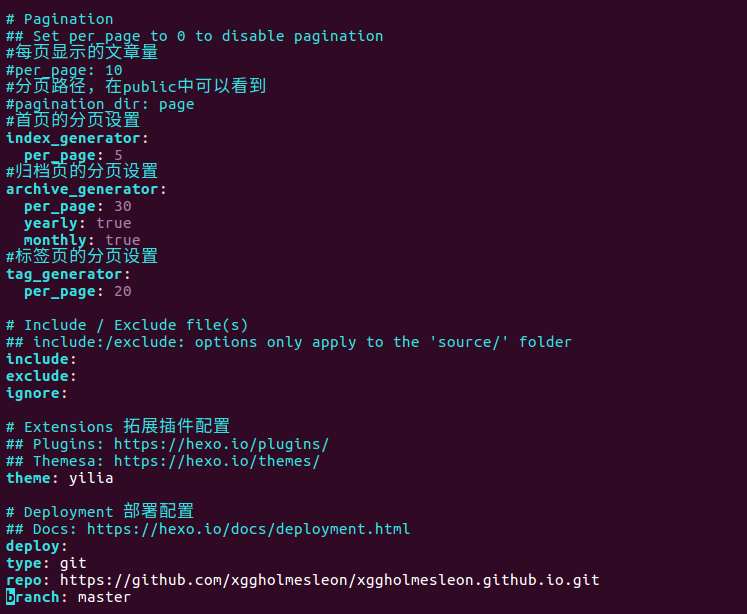 # Pagination
## Set per_page to 0 to disable pagination
#每页显示的文章量
#per_page: 10
#分页路径，在public中可以看到
#pagination_dir: page
#首页的分页设置
index_generator:
  per_page: 5
#归档页的分页设置
archive_generator:
  per_page: 30
  yearly: true
  monthly: true
#标签页的分页设置
tag_generator:
  per_page: 20

# Include / Exclude file(s)
## include:/exclude: options only apply to the 'source/' folder
include:
exclude:
ignore:

# Extensions 拓展插件配置
## Plugins: https://hexo.io/plugins/
## Themesa: https://hexo.io/themes/
theme: yilia

# Deployment 部署配置
## Docs: https://hexo.io/docs/deployment.html
deploy:
type: git
repo: https://github.com/xggholmesleon/xggholmesleon.github.io.git
branch: master